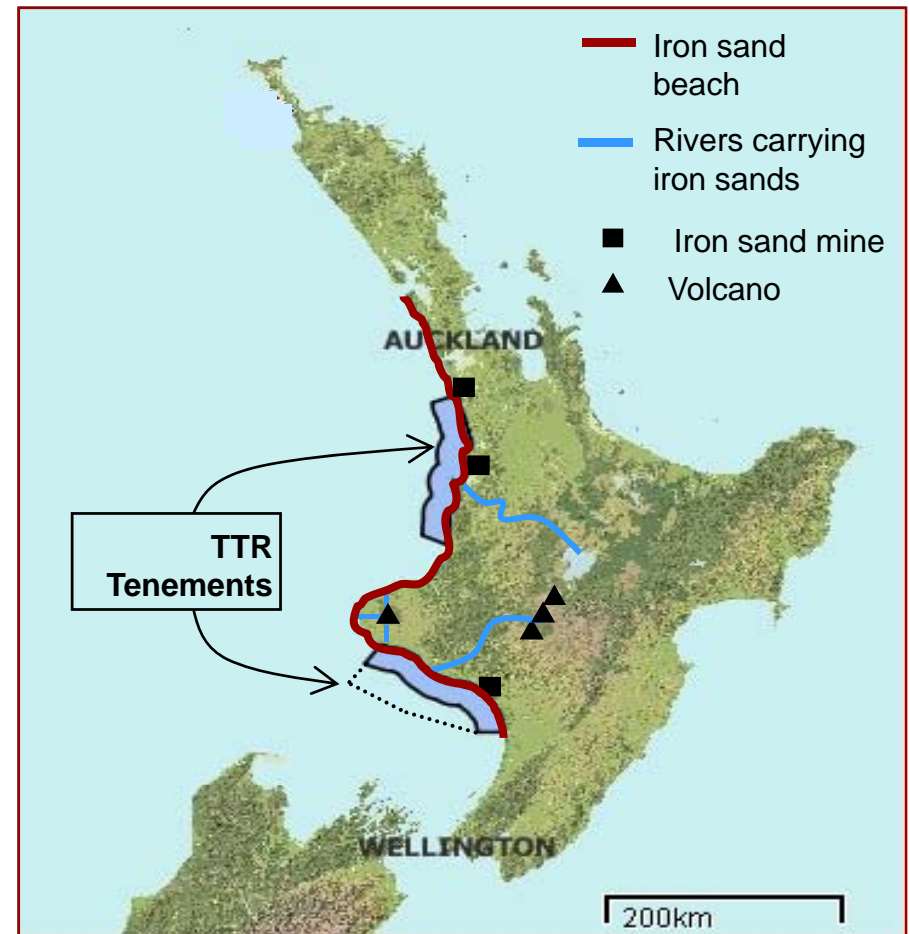 Iron sand
beach
Rivers carrying
iron sands
Iron sand mine
Volcano
AUCKLAND
TTR
Tenements
WELLINGTON
200km